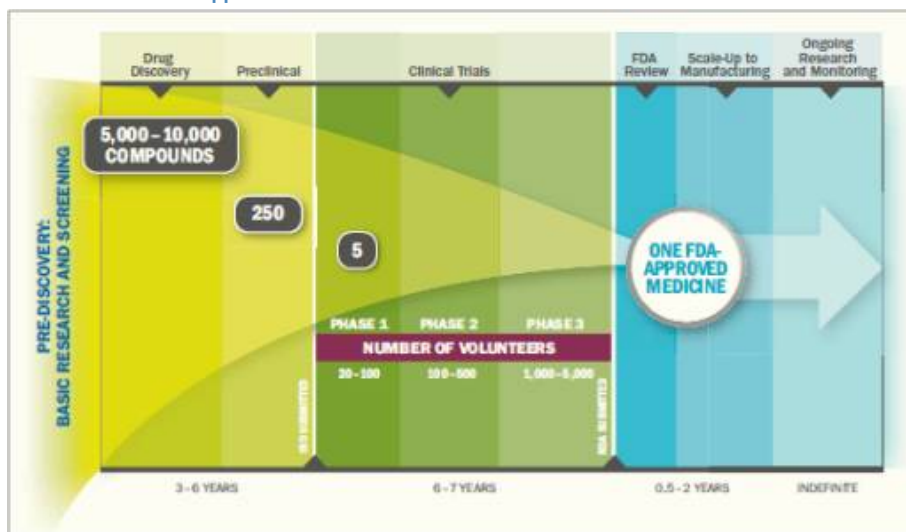 Drug
Discovery
Preclinical
Clinical Trials
FDA
Review
Scale-Up to
Manufacturing
Ongoing
Research
and Monitoring
PRE-DISCOVERY:
BASIC RESEARCH AND SCREENING
5,000–10,000
COMPOUNDS
250
5
ONE FDA-
APPROVED
MEDICINE
PHASE 1
PHASE 2
PHASE 3
NUMBER OF VOLUNTEERS
20–100
100–500
1,000–5,000
IND SUBMITTED
NDA SUBMITTED
3–6 YEARS
6–7 YEARS
0.5–2 YEARS
INDEFINITE